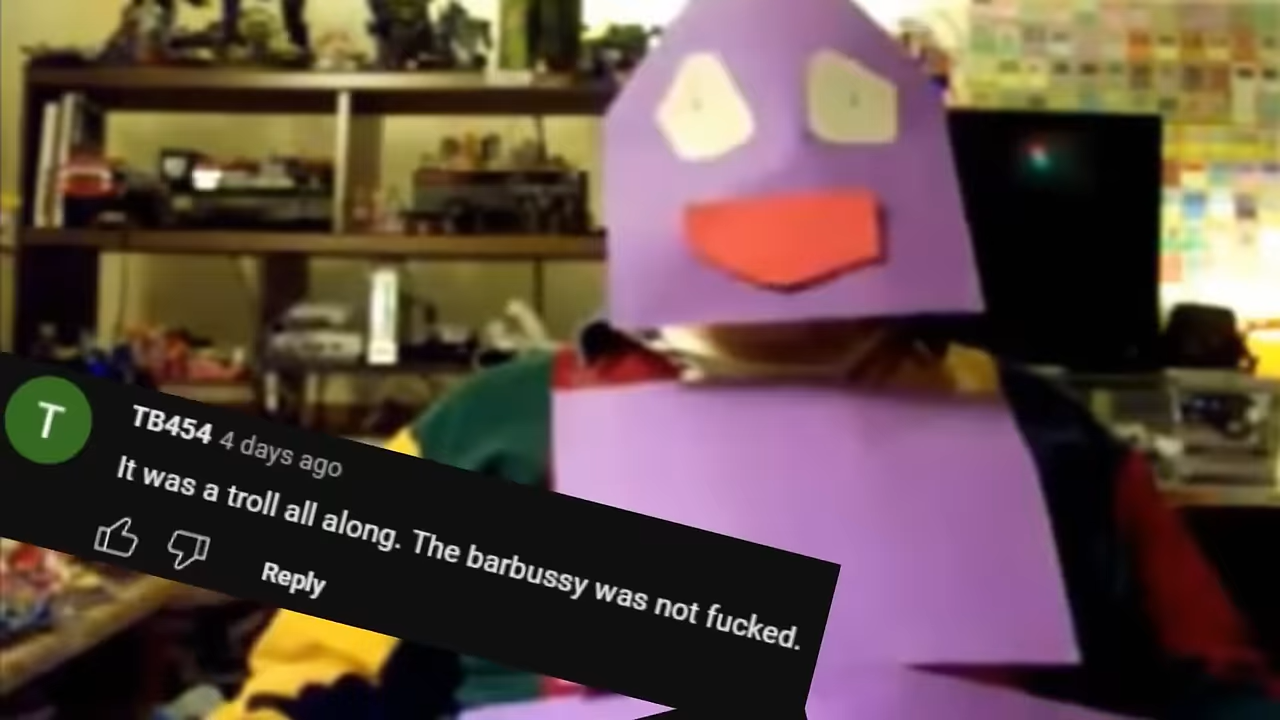 T
TB454 4 days ago
It was a troll all along. The barbussy was not fucked.
Reply